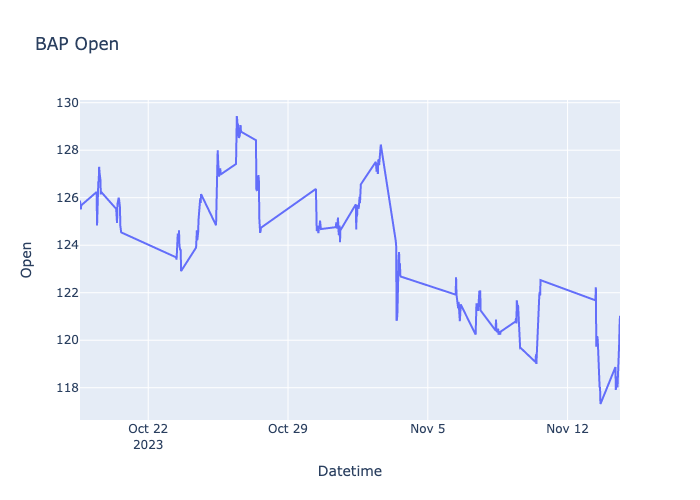 BAP Open
130
128
126
124
122
120
118
Open
Oct 22
2023
Oct 29
Nov 5
Nov 12
Datetime